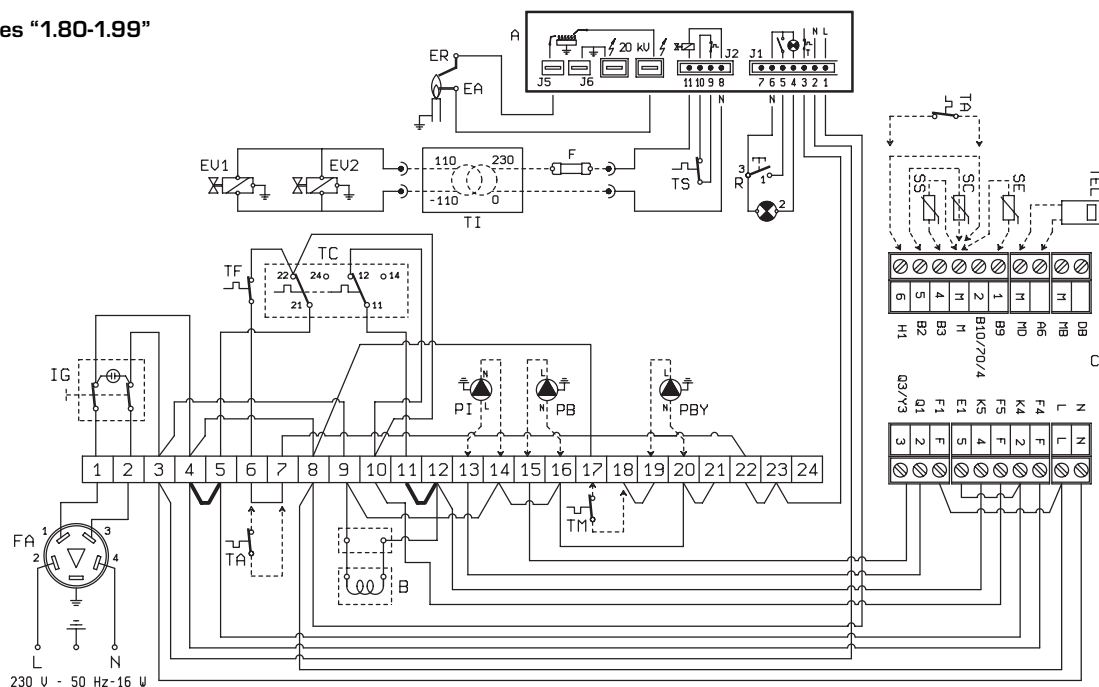 es “1.80-1.99”
A
ER
EA
20 kV
J2
J1
N L
J5
J6
11 10 9 8
7 6 5 4 3 2 1
N
N
TA
EV1
EV2
110
230
-110
0
TI
F
TS
3
R
1
2
SS
SC
SE
TEL
TF
TC
22
24
12
14
21
11
6 5 4 M 2 1 M M
H1 B2 B3 M B10/70/4 B9 MD A6 MB DB
C
IG
PI
N
L
PB
L
N
PBY
L
N
Q3/Y3 Q1 F1 E1 K5 F5 K4 F4 L N
3 2 F 5 4 F 2 F L N
1 2 3 4 5 6 7 8 9 10 11 12 13 14 15 16 17 18 19 20 21 22 23 24
FA
1
3
2
4
TA
B
TM
L
N
230 V - 50 Hz-16 W